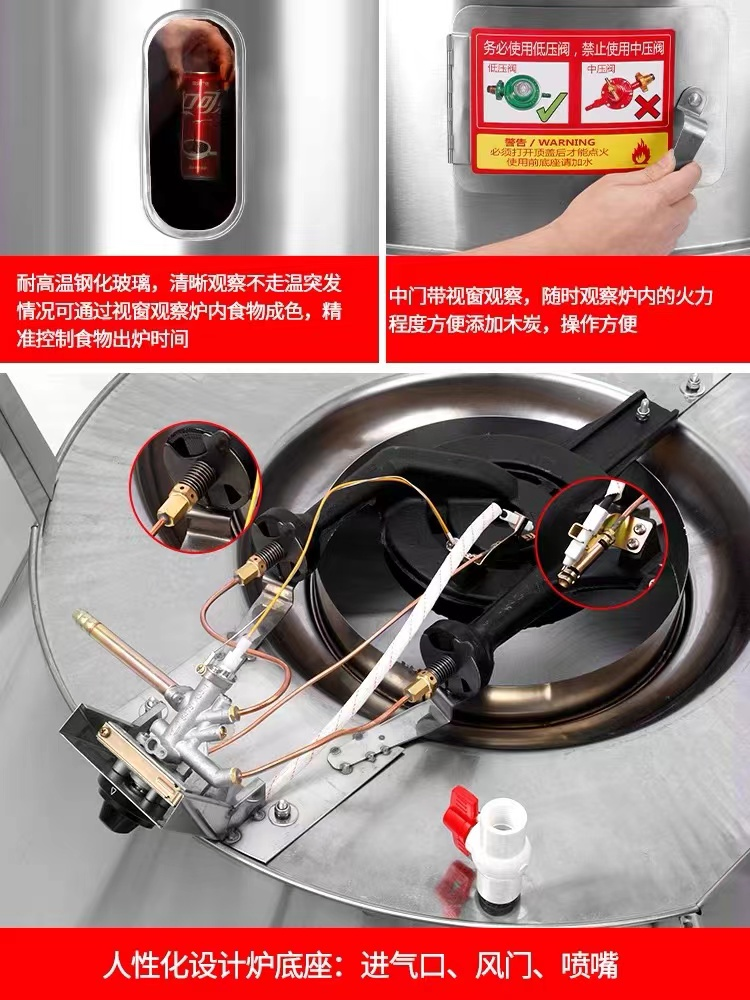 可口
务必使用低压阀，禁止使用中压阀
低压阀
中压阀
警告 / WARNING
必须打开顶盖后才能点火
使用前底座请加水
耐高温钢化玻璃，清晰观察不走温突发
情况可通过视窗观察炉内食物成色，精
准控制食物出炉时间
中门带视窗观察，随时观察炉内的火力
程度方便添加木炭，操作方便
人性化设计炉底座：进气口、风门、喷嘴